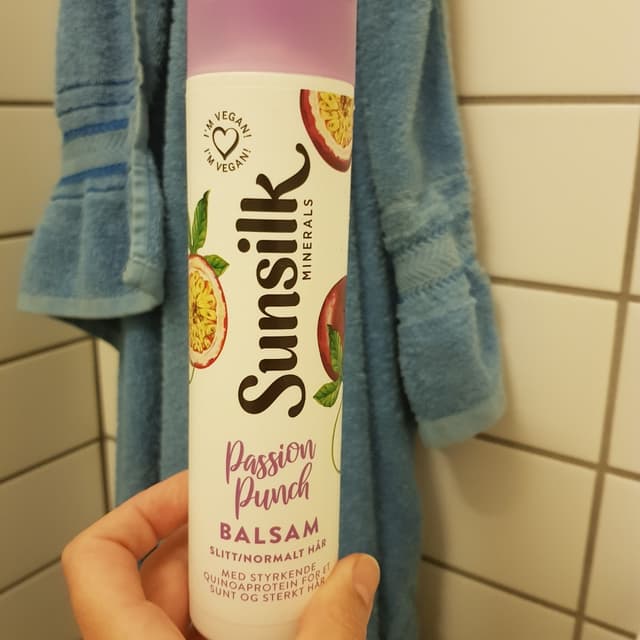 I'M VEGAN!
I'M VEGAN!
Sunsilk
MINERALS
Passion
Punch
BALSAM
SLITT/NORMALT HÅR
MED STYRKENDE
QUINOAPROTEIN FOR ET
SUNT OG STERKT HÅR